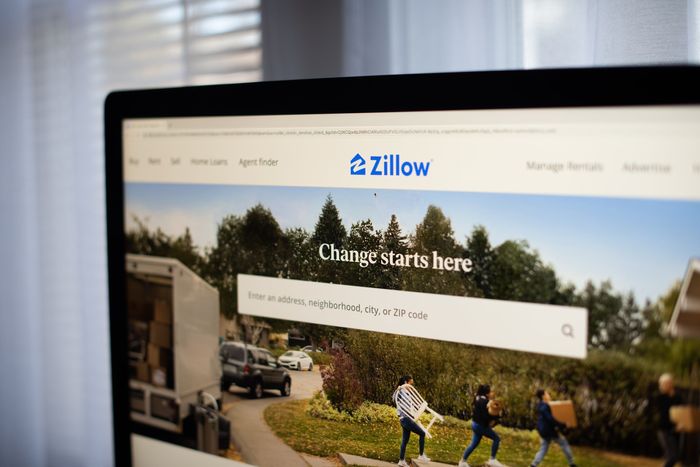 Buy Rent Sell Home Loans Agent finder Zillow Manage Rentals Advertise
Change starts here
Enter an address, neighborhood, city, or ZIP code